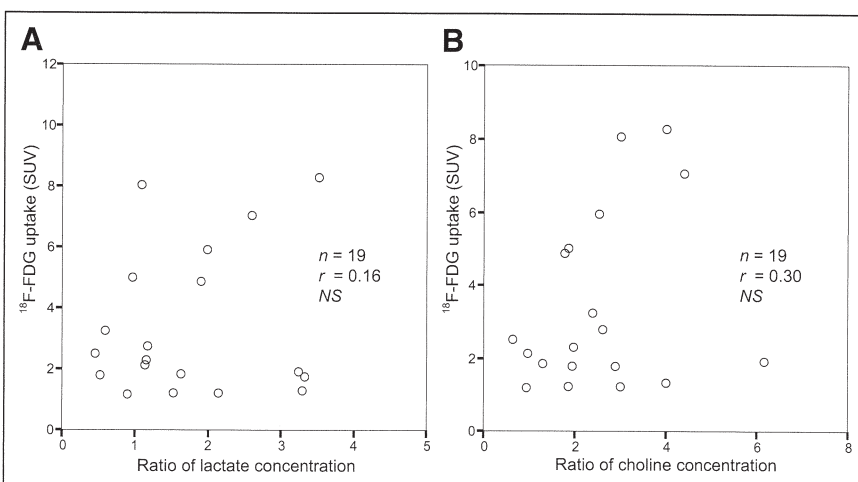 A
12
10
8
6
4
2
0
0 1 2 3 4 5
¹⁸F-FDG uptake (SUV)
n = 19
r = 0.16
NS
Ratio of lactate concentration
B
10
8
6
4
2
0
0 2 4 6 8
¹⁸F-FDG uptake (SUV)
n = 19
r = 0.30
NS
Ratio of choline concentration